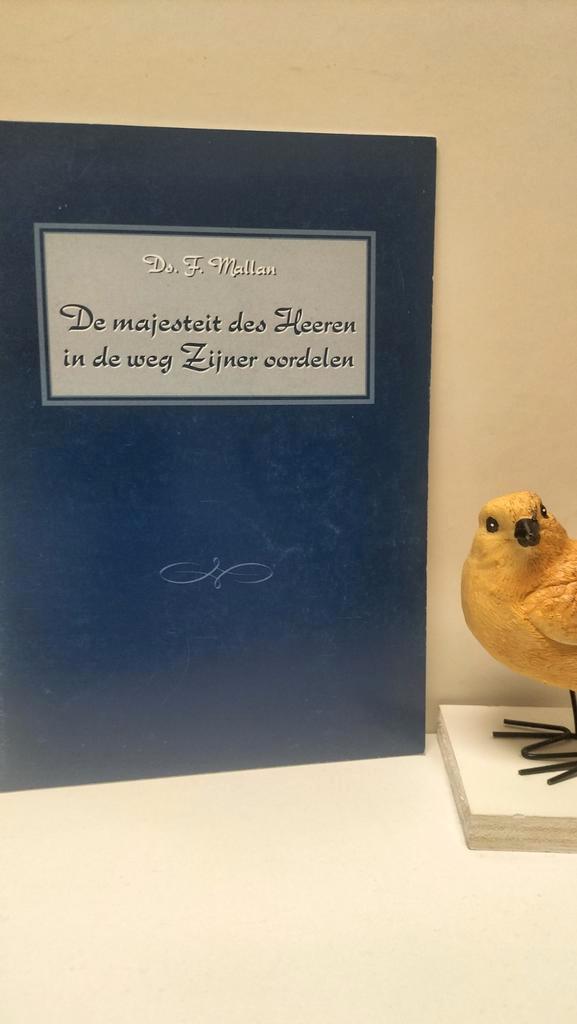 Ds. F. Mallan
De majesteit des Heeren
in de weg Zijner oordelen